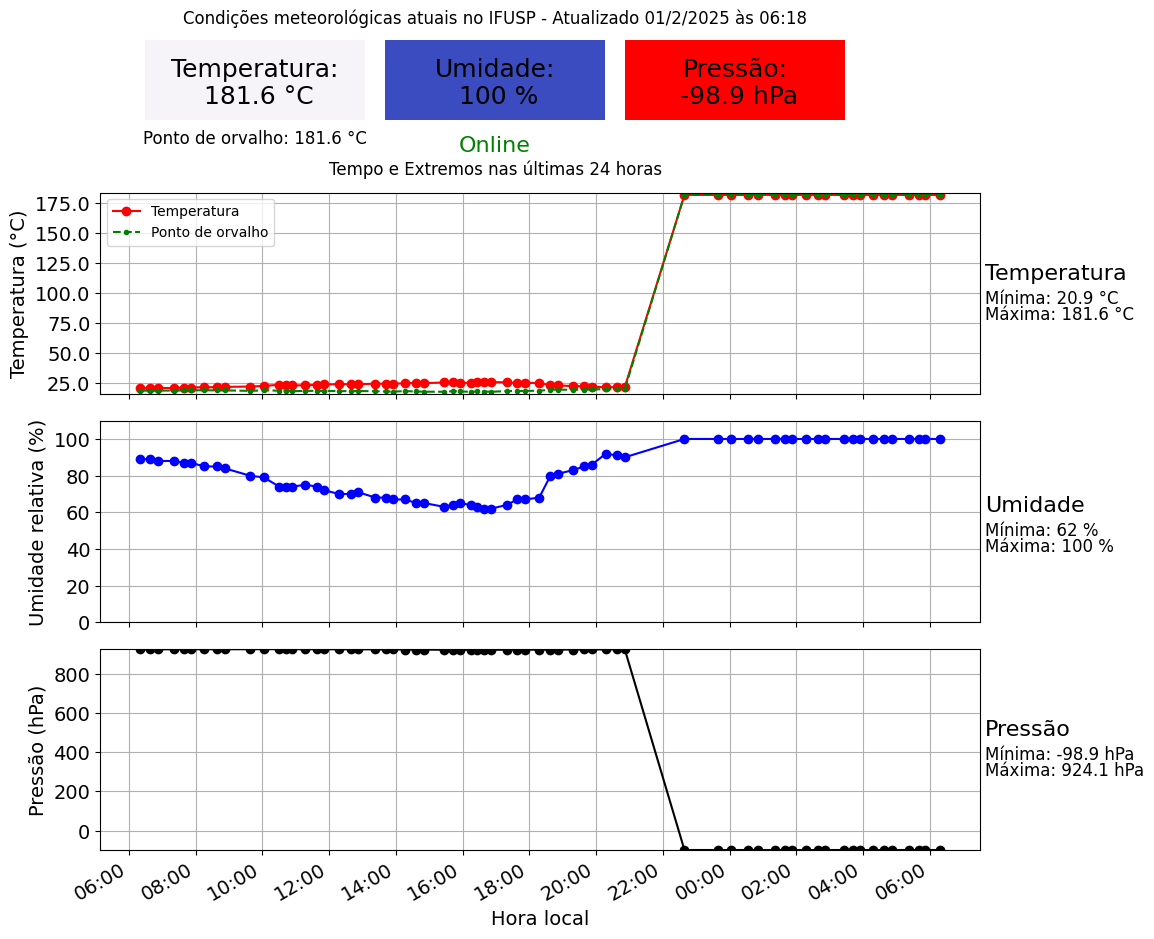 Condições meteorológicas atuais no IFUSP - Atualizado 01/2/2025 às 06:18
Temperatura:
181.6 °C
Umidade:
100 %
Pressão:
-98.9 hPa
Ponto de orvalho: 181.6 °C
Online
Tempo e Extremos nas últimas 24 horas
Temperatura (°C)
175.0
150.0
125.0
100.0
75.0
50.0
25.0
Temperatura
Ponto de orvalho
Temperatura
Mínima: 20.9 °C
Máxima: 181.6 °C
Umidade relativa (%)
100
80
60
40
20
0
Umidade
Mínima: 62 %
Máxima: 100 %
Pressão (hPa)
800
600
400
200
0
Pressão
Mínima: -98.9 hPa
Máxima: 924.1 hPa
06:00 08:00 10:00 12:00 14:00 16:00 18:00 20:00 22:00 00:00 02:00 04:00 06:00
Hora local